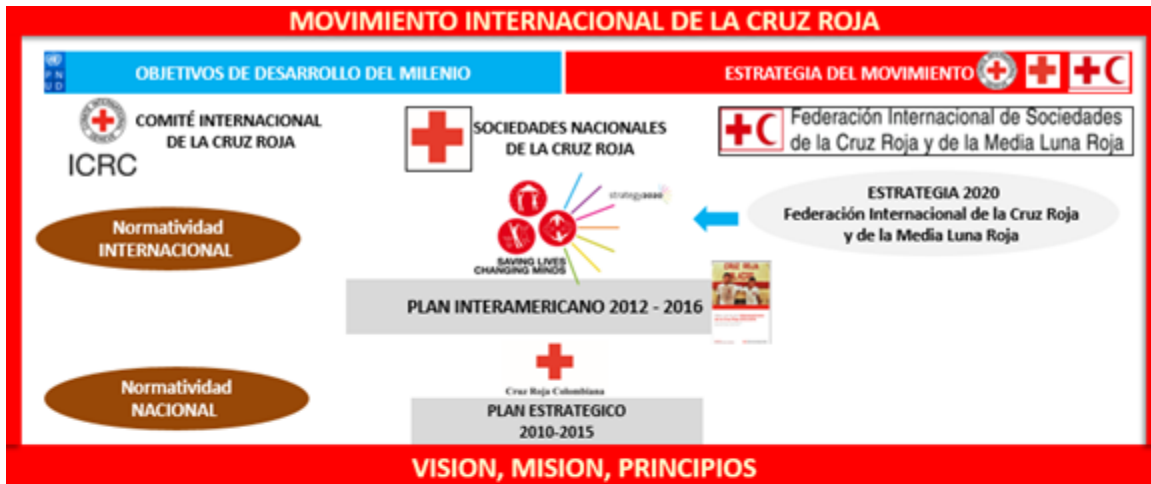 MOVIMIENTO INTERNACIONAL DE LA CRUZ ROJA
PNUD
OBJETIVOS DE DESARROLLO DEL MILENIO
ESTRATEGIA DEL MOVIMIENTO
COMITÉ INTERNACIONAL
DE LA CRUZ ROJA
ICRC
SOCIEDADES NACIONALES
DE LA CRUZ ROJA
Federación Internacional de Sociedades
de la Cruz Roja y de la Media Luna Roja
strategy2020
ESTRATEGIA 2020
Federación Internacional de la Cruz Roja
y de la Media Luna Roja
Normatividad
INTERNACIONAL
SAVING LIVES
CHANGING MINDS
PLAN INTERAMERICANO 2012 - 2016
CRUZ ROJA
Normatividad
NACIONAL
Cruz Roja Colombiana
PLAN ESTRATEGICO
2010-2015
VISION, MISION, PRINCIPIOS